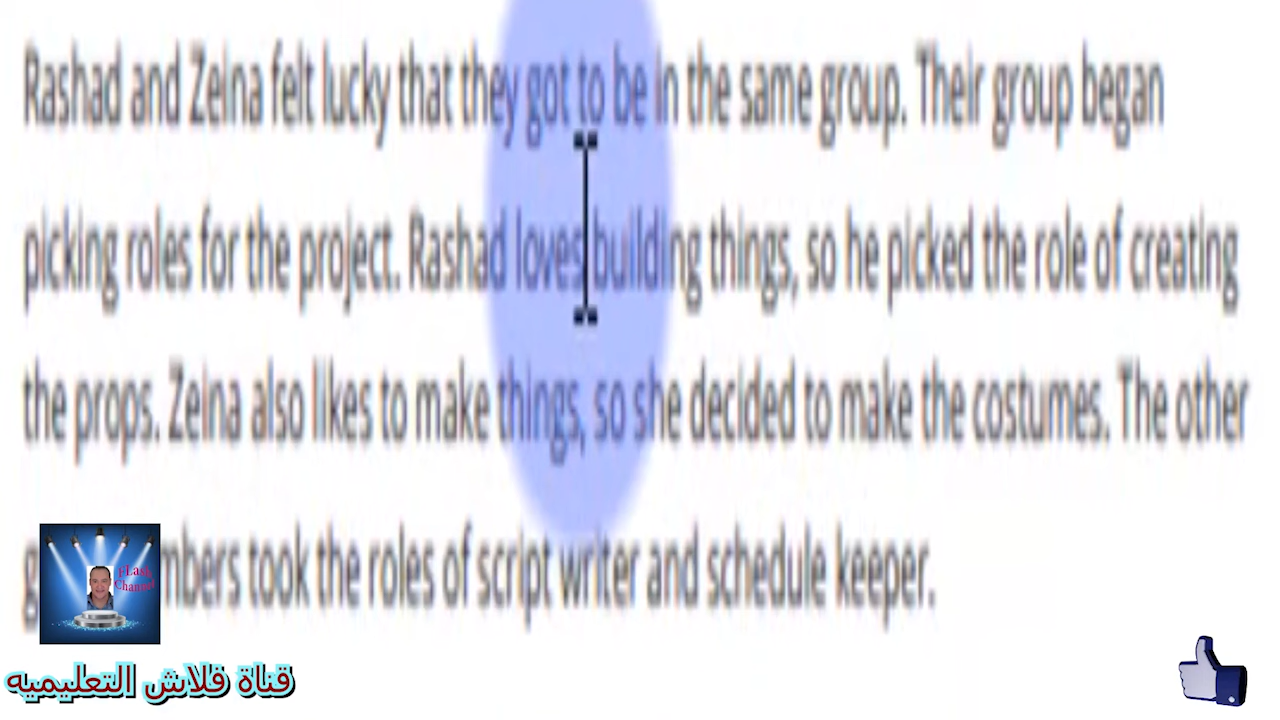 Rashad and Zeina felt lucky that they got to be in the same group. Their group began
picking roles for the project. Rashad loves building things, so he picked the role of creating
the props. Zeina also likes to make things, so she decided to make the costumes. The other
took the roles of script writer and schedule keeper.
FLash
Channel
قناة فلاش التعليميه